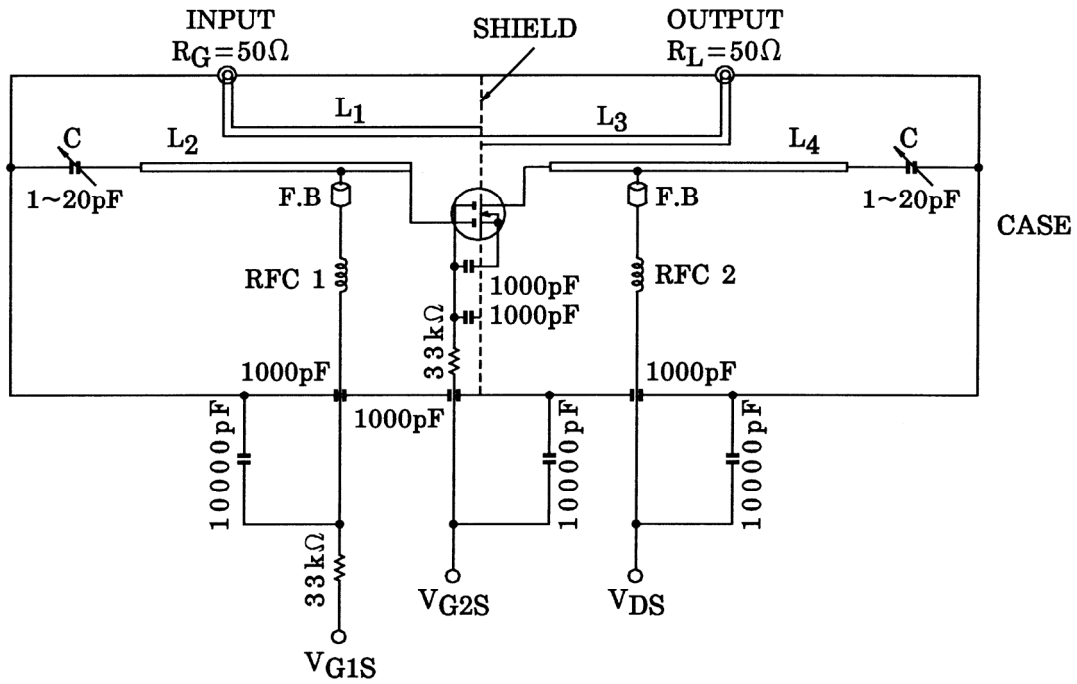 INPUT
R_G=50Ω
SHIELD
OUTPUT
R_L=50Ω
L1
L3
C
L2
L4
C
1~20pF
F.B
F.B
1~20pF
CASE
RFC 1
1000pF
RFC 2
1000pF
33kΩ
1000pF
1000pF
1000pF
10000pF
10000pF
10000pF
33kΩ
V_G2S
V_DS
V_G1S